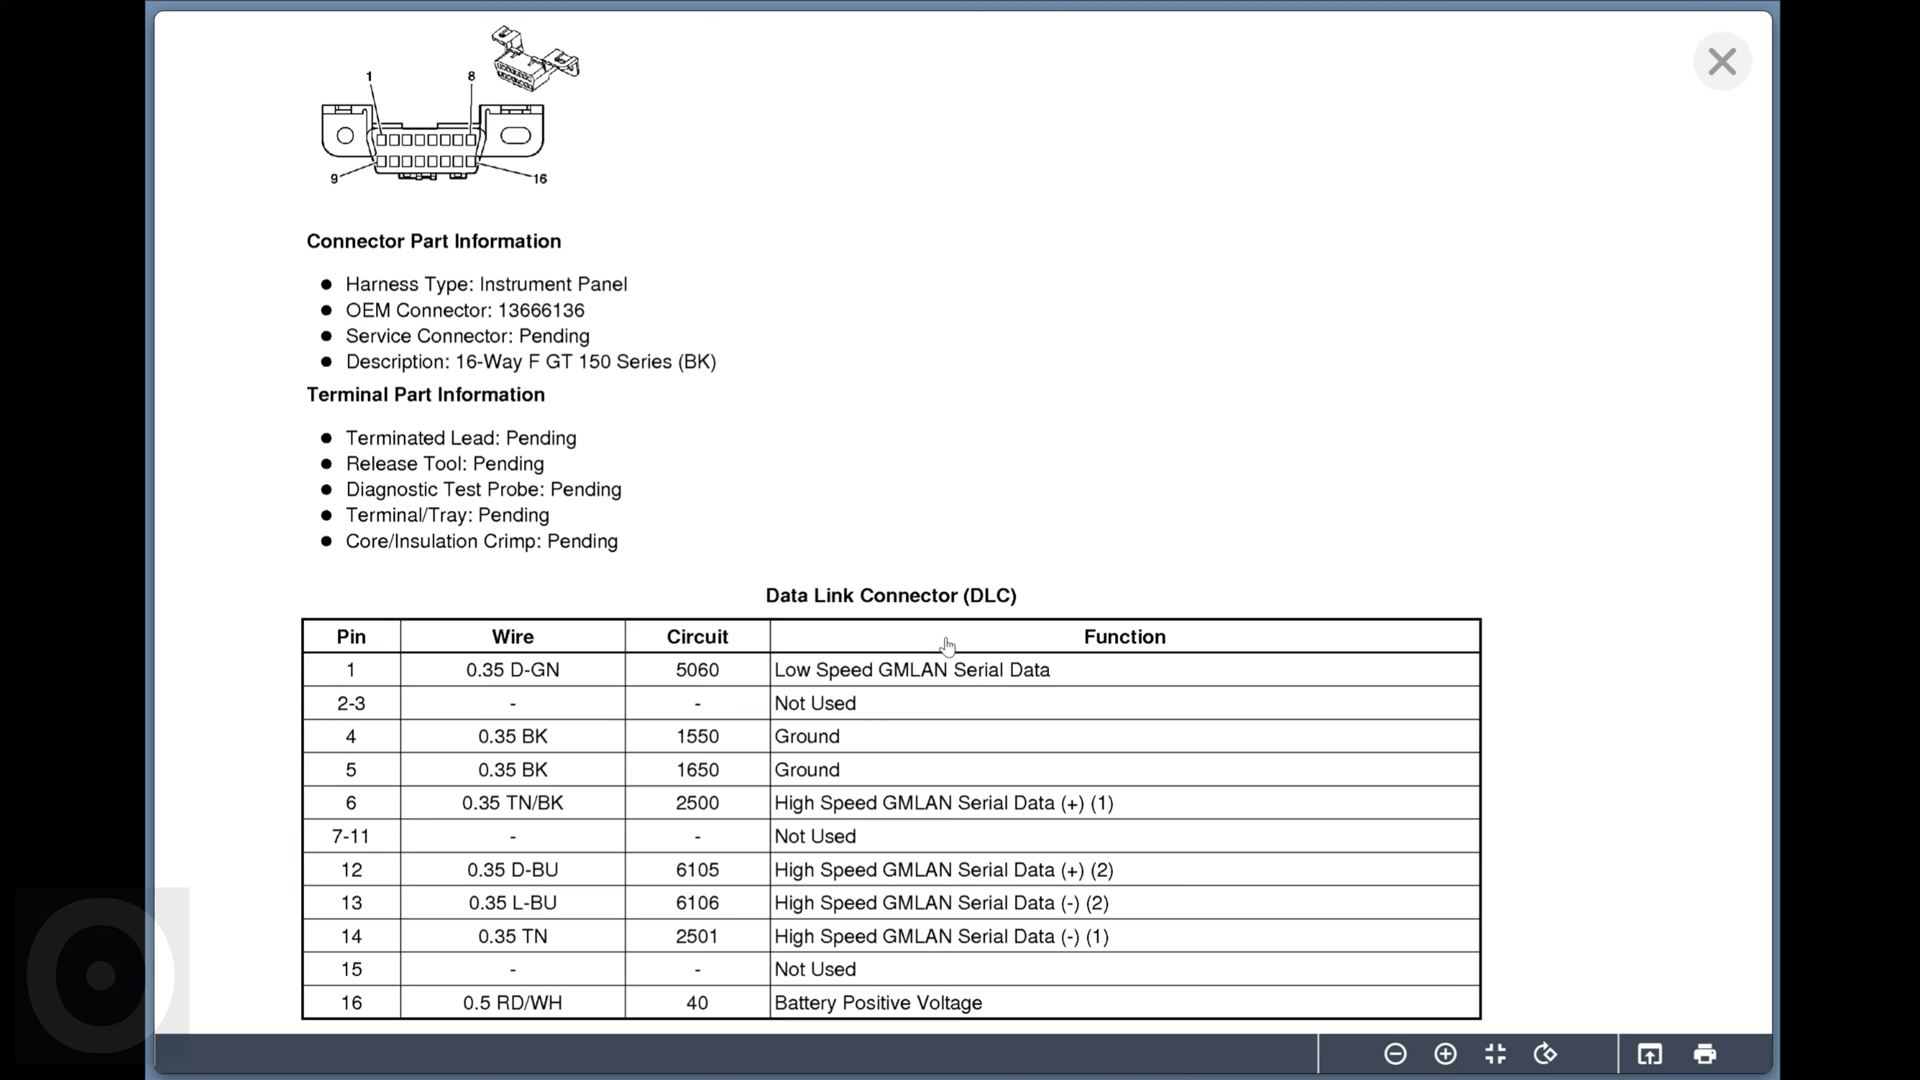 1 8
9 16
Connector Part Information
● Harness Type: Instrument Panel
● OEM Connector: 13666136
● Service Connector: Pending
● Description: 16-Way F GT 150 Series (BK)
Terminal Part Information
● Terminated Lead: Pending
● Release Tool: Pending
● Diagnostic Test Probe: Pending
● Terminal/Tray: Pending
● Core/Insulation Crimp: Pending
Data Link Connector (DLC)
Pin Wire Circuit Function
1 0.35 D-GN 5060 Low Speed GMLAN Serial Data
2-3 - - Not Used
4 0.35 BK 1550 Ground
5 0.35 BK 1650 Ground
6 0.35 TN/BK 2500 High Speed GMLAN Serial Data (+) (1)
7-11 - - Not Used
12 0.35 D-BU 6105 High Speed GMLAN Serial Data (+) (2)
13 0.35 L-BU 6106 High Speed GMLAN Serial Data (-) (2)
14 0.35 TN 2501 High Speed GMLAN Serial Data (-) (1)
15 - - Not Used
16 0.5 RD/WH 40 Battery Positive Voltage